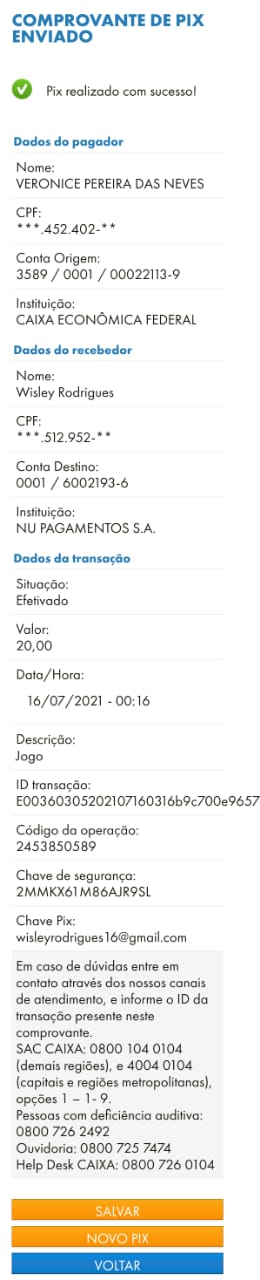 COMPROVANTE DE PIX
ENVIADO
Pix realizado com sucesso!
Dados do pagador
Nome:
VERONICE PEREIRA DAS NEVES
CPF:
***.452.402-**
Conta Origem:
3589 / 0001 / 00022113-9
Instituição:
CAIXA ECONÔMICA FEDERAL
Dados do recebedor
Nome:
Wisley Rodrigues
CPF:
***.512.952-**
Conta Destino:
0001 / 6002193-6
Instituição:
NU PAGAMENTOS S.A.
Dados da transação
Situação:
Efetivado
Valor:
20,00
Data/Hora:
16/07/2021 - 00:16
Descrição:
Jogo
ID transação:
E00360305202107160316b9c700e9657
Código da operação:
2453850589
Chave de segurança:
2MMKX61M86AJR9SL
Chave Pix:
wisleyrodrigues16@gmail.com
Em caso de dúvidas entre em
contato através dos nossos canais
de atendimento, e informe o ID da
transação presente neste
comprovante.
SAC CAIXA: 0800 104 0104
(demais regiões), e 4004 0104
(capitais e regiões metropolitanas),
opções 1 – 1- 9.
Pessoas com deficiência auditiva:
0800 726 2492
Ouvidoria: 0800 725 7474
Help Desk CAIXA: 0800 726 0104
SALVAR
NOVO PIX
VOLTAR